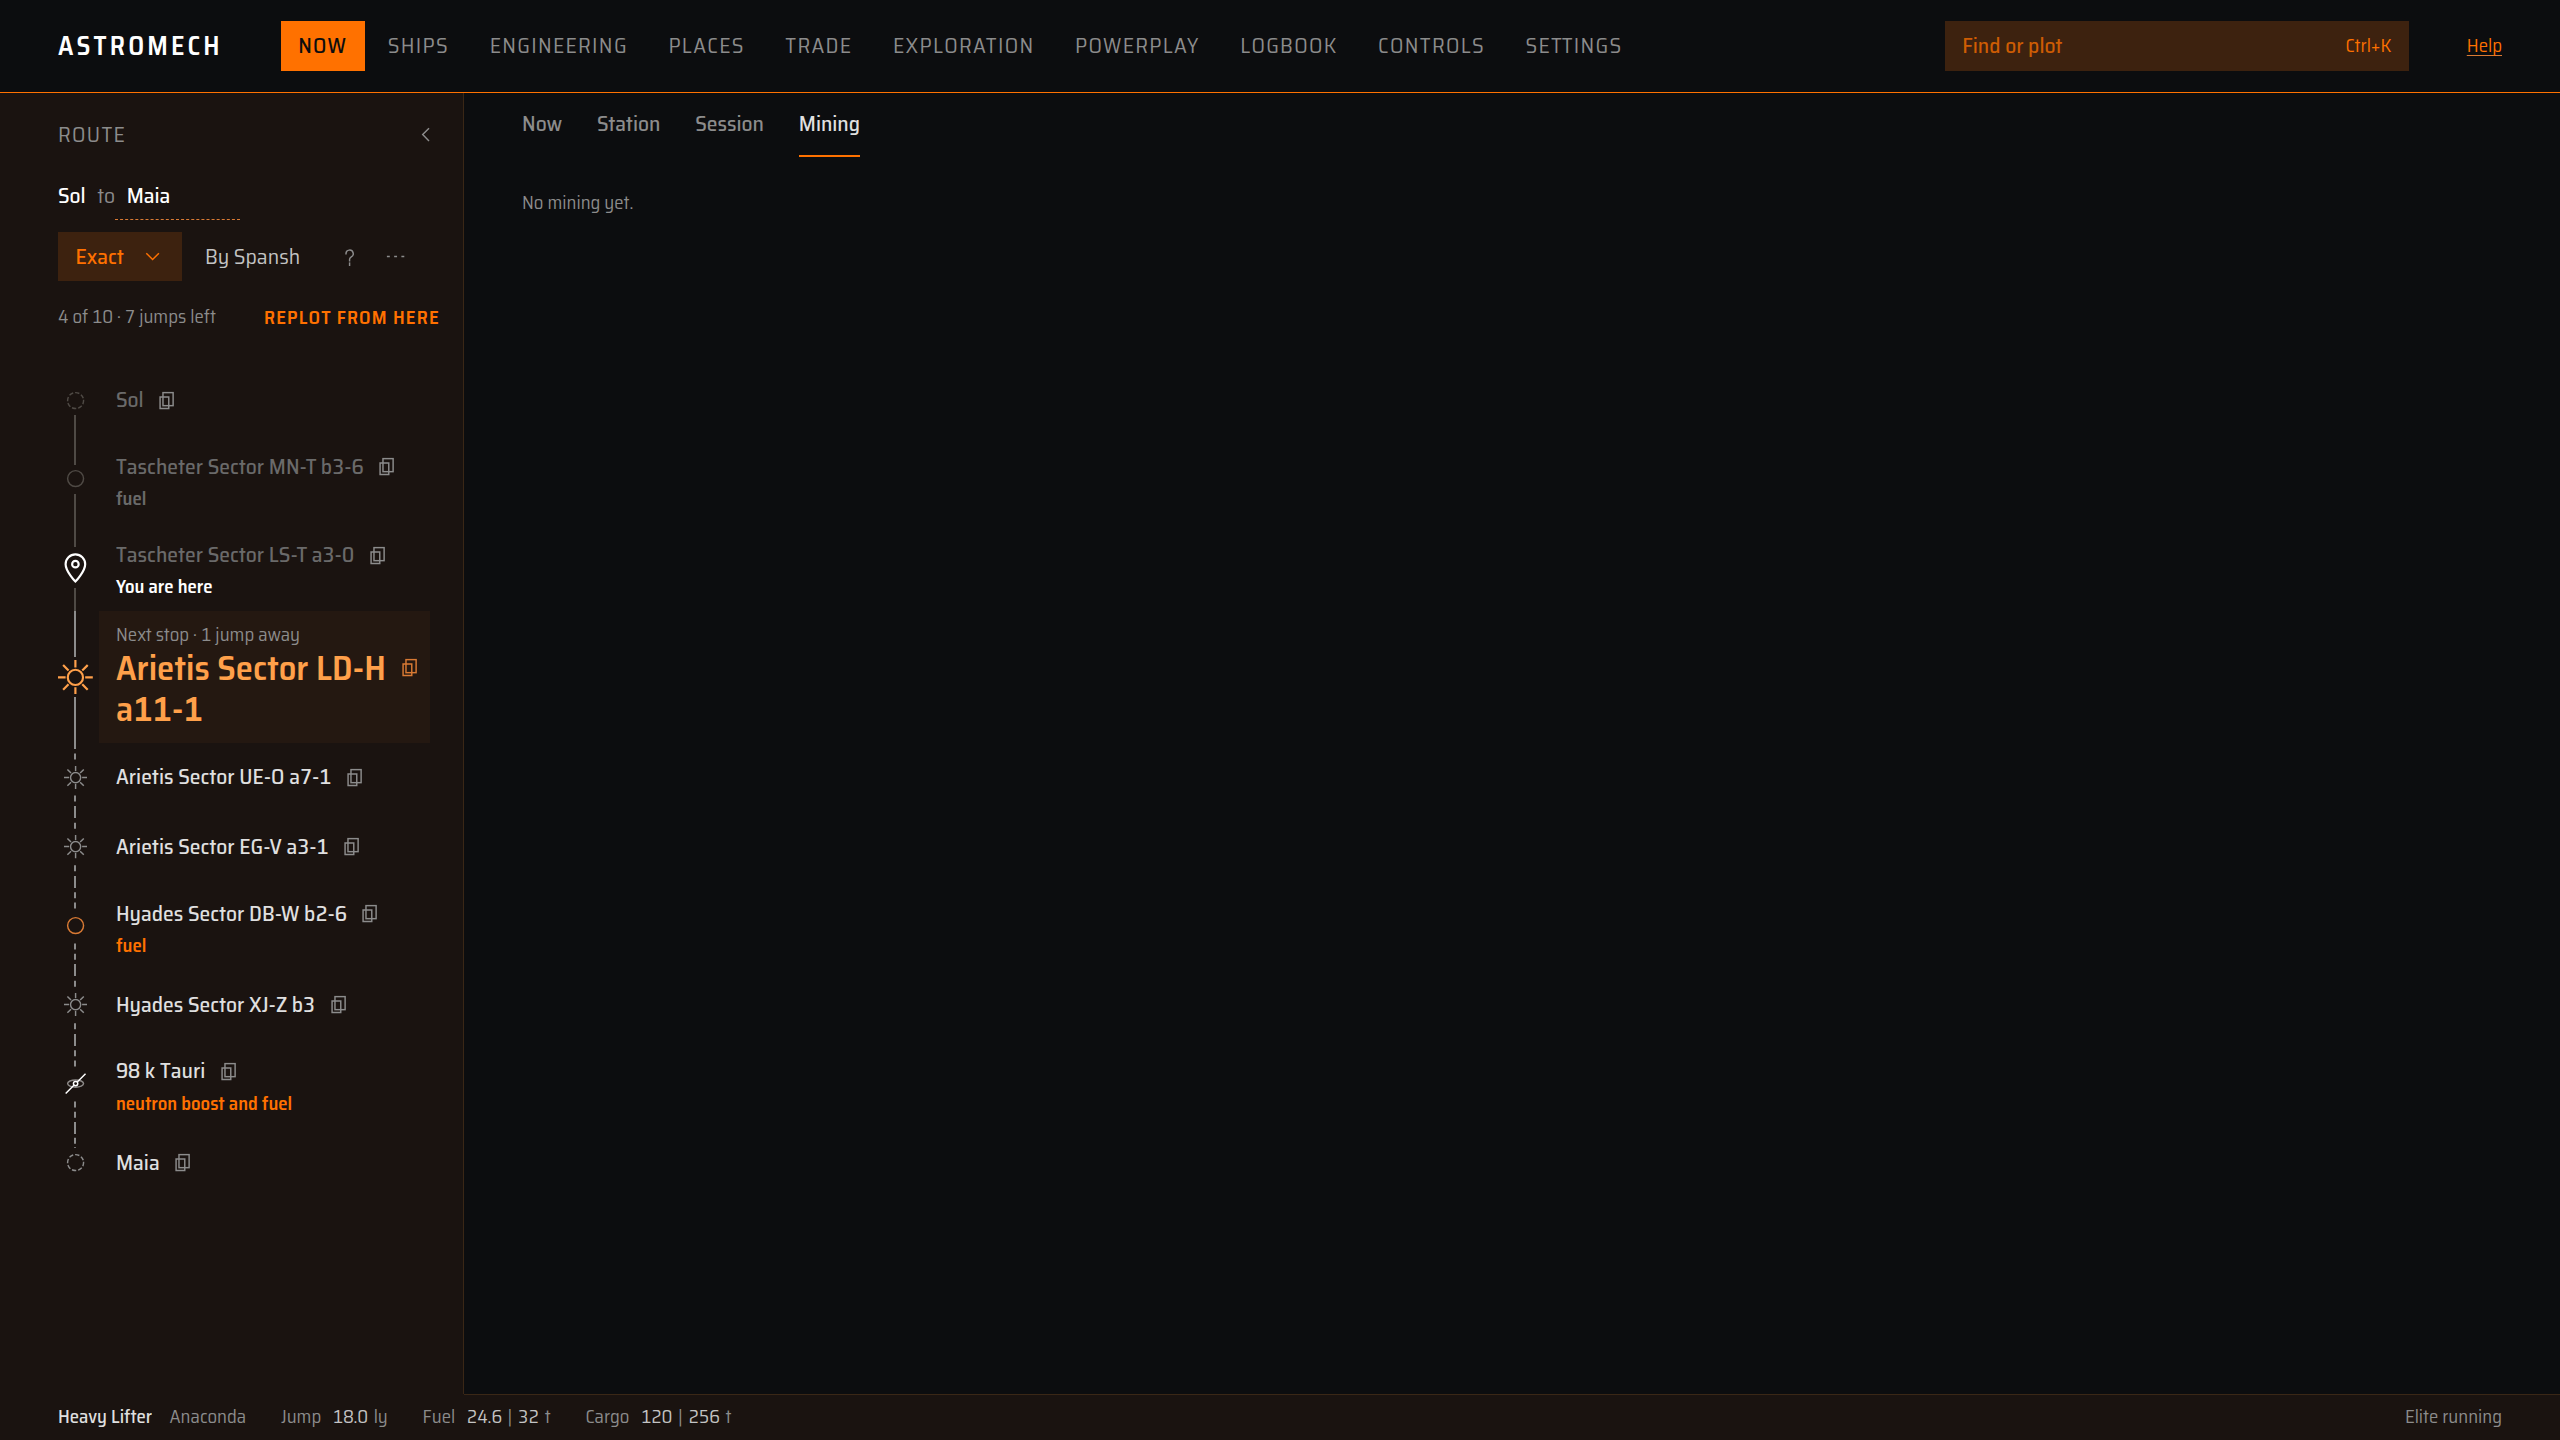 ASTROMECH
NOW SHIPS ENGINEERING PLACES TRADE EXPLORATION POWERPLAY LOGBOOK CONTROLS SETTINGS
Find or plot Ctrl+K
Help
ROUTE
Sol to Maia
Exact By Spansh ? ...
4 of 10 · 7 jumps left REPLOT FROM HERE
Sol
Tascheter Sector MN-T b3-6
fuel
Tascheter Sector LS-T a3-0
You are here
Next stop · 1 jump away
Arietis Sector LD-H
a11-1
Arietis Sector UE-O a7-1
Arietis Sector EG-V a3-1
Hyades Sector DB-W b2-6
fuel
Hyades Sector XJ-Z b3
98 k Tauri
neutron boost and fuel
Maia
Now Station Session Mining
No mining yet.
Heavy Lifter Anaconda Jump 18.0 ly Fuel 24.6 | 32 t Cargo 120 | 256 t
Elite running